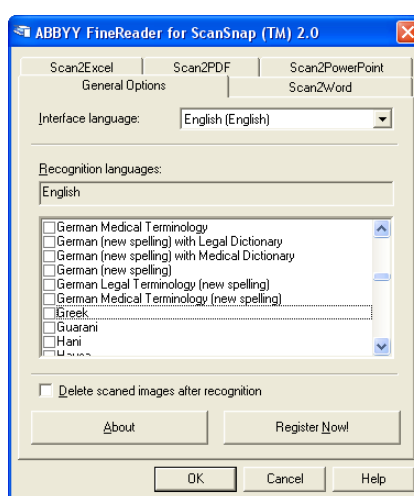 ABBYY FineReader for ScanSnap (TM) 2.0
Scan2Excel Scan2PDF Scan2PowerPoint
General Options Scan2Word
Interface language: English (English)
Recognition languages:
English
German Medical Terminology
German (new spelling) with Legal Dictionary
German (new spelling) with Medical Dictionary
German (new spelling)
German Legal Terminology (new spelling)
German Medical Terminology (new spelling)
Greek
Guarani
Hani
Hausa
Delete scaned images after recognition
About Register Now!
OK Cancel Help